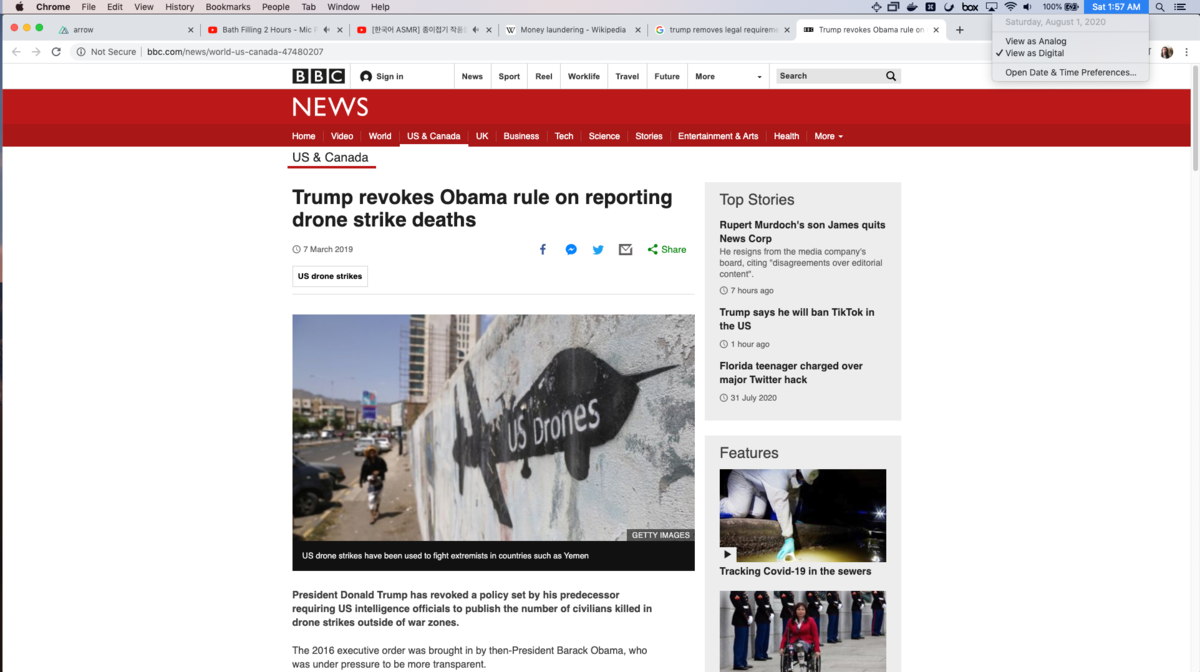 Chrome File Edit View History Bookmarks People Tab Window Help
box 100% Sat 1:57 AM
Saturday, August 1, 2020
View as Analog
✓ View as Digital
Open Date & Time Preferences...
arrow
Bath Filling 2 Hours - Mic
[한국어 ASMR] 종이접기 작품
Money laundering - Wikipedia
trump removes legal requirem
Trump revokes Obama rule on
Not Secure bbc.com/news/world-us-canada-47480207
BBC Sign in News Sport Reel Worklife Travel Future More Search
NEWS
Home Video World US & Canada UK Business Tech Science Stories Entertainment & Arts Health More
US & Canada
Trump revokes Obama rule on reporting
drone strike deaths
7 March 2019
Share
US drone strikes
US Drones
GETTY IMAGES
US drone strikes have been used to fight extremists in countries such as Yemen
President Donald Trump has revoked a policy set by his predecessor
requiring US intelligence officials to publish the number of civilians killed in
drone strikes outside of war zones.
The 2016 executive order was brought in by then-President Barack Obama, who
was under pressure to be more transparent.
Top Stories
Rupert Murdoch's son James quits
News Corp
He resigns from the media company's
board, citing "disagreements over editorial
content".
7 hours ago
Trump says he will ban TikTok in
the US
1 hour ago
Florida teenager charged over
major Twitter hack
31 July 2020
Features
Tracking Covid-19 in the sewers